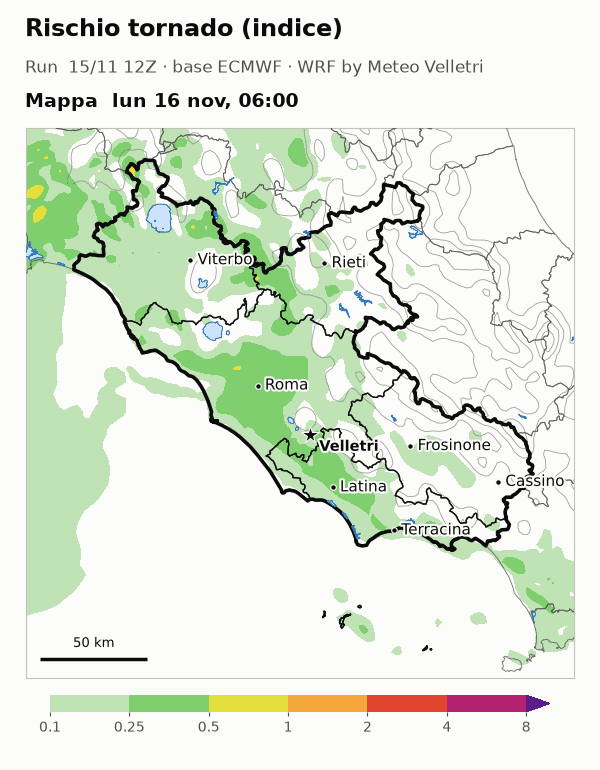 Rischio tornado (indice)
Run  15/11 12Z · base ECMWF · WRF by Meteo Velletri
Mappa  lun 16 nov, 06:00
Viterbo
Rieti
Roma
Velletri
Frosinone
Cassino
Latina
Terracina
50 km
0.1 0.25 0.5 1 2 4 8